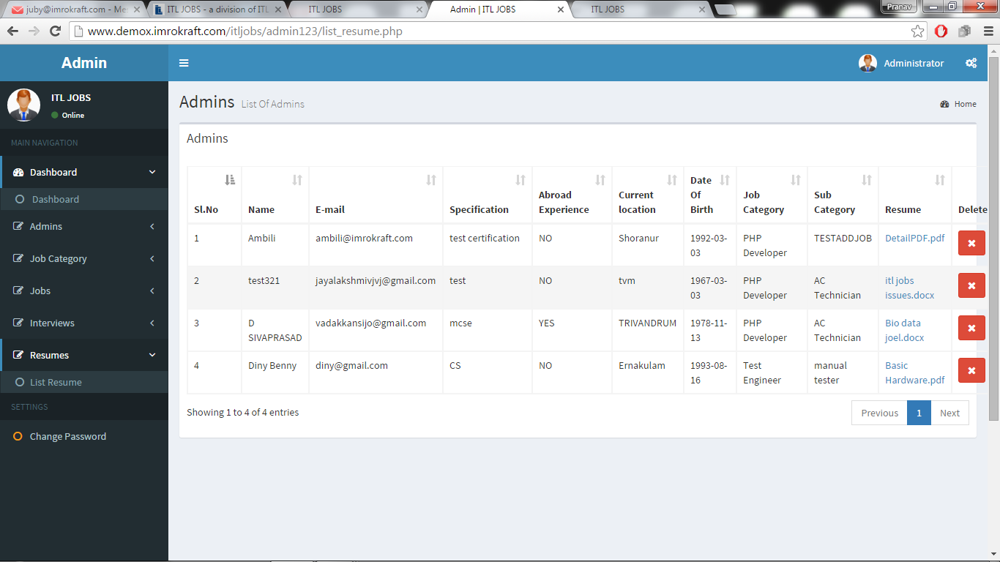 juby@imrokraft.com - Me
ITL JOBS - a division of ITL
ITL JOBS
Admin | ITL JOBS
ITL JOBS
Pranav
www.demox.imrokraft.com/itljobs/admin123/list_resume.php
Admin
Administrator
ITL JOBS
Online
MAIN NAVIGATION
Dashboard
Dashboard
Admins
Job Category
Jobs
Interviews
Resumes
List Resume
SETTINGS
Change Password
Admins List Of Admins
Home
Admins
Sl.No Name E-mail Specification Abroad Experience Current location Date Of Birth Job Category Sub Category Resume Delete
1 Ambili ambili@imrokraft.com test certification NO Shoranur 1992-03-03 PHP Developer TESTADDJOB DetailPDF.pdf
2 test321 jayalakshmivjvj@gmail.com test NO tvm 1967-03-03 PHP Developer AC Technician itl jobs issues.docx
3 D SIVAPRASAD vadakkansijo@gmail.com mcse YES TRIVANDRUM 1978-11-13 PHP Developer AC Technician Bio data joel.docx
4 Diny Benny diny@gmail.com CS NO Ernakulam 1993-08-16 Test Engineer manual tester Basic Hardware.pdf
Showing 1 to 4 of 4 entries
Previous 1 Next